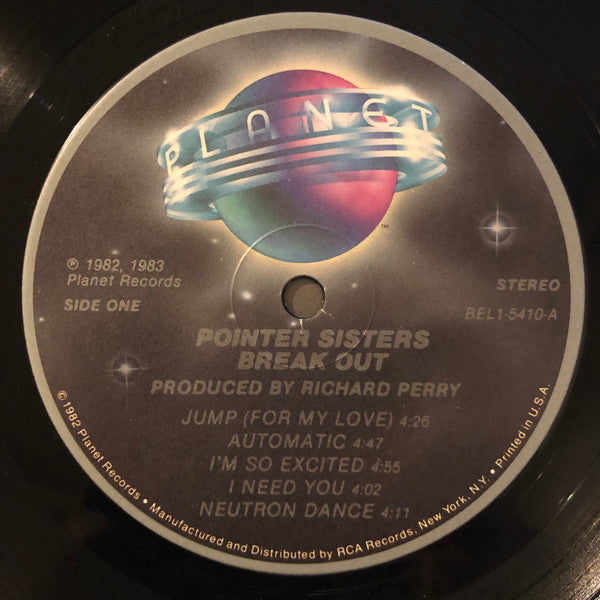 PLANET
™
℗ 1982, 1983
Planet Records
SIDE ONE
STEREO
BEL1-5410-A
POINTER SISTERS
BREAK OUT
PRODUCED BY RICHARD PERRY
JUMP (FOR MY LOVE) 4:26
AUTOMATIC 4:47
I'M SO EXCITED 4:55
I NEED YOU 4:02
NEUTRON DANCE 4:11
©1982 Planet Records. • Manufactured and Distributed by RCA Records, New York, N.Y. • Printed in U.S.A.